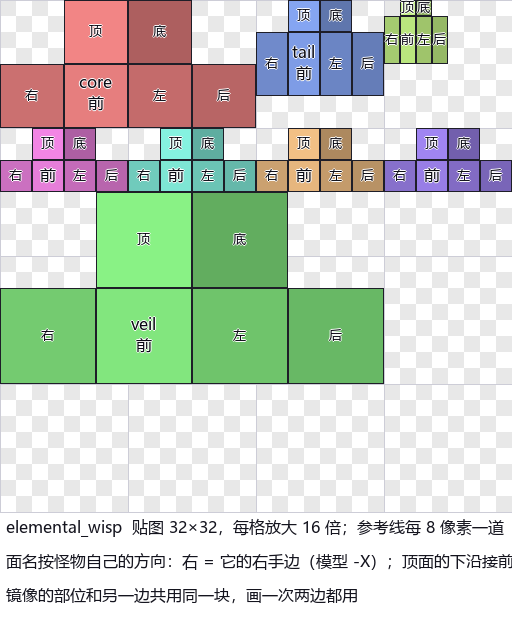 顶 底
右 core 前 左 后
顶 底
右 tail 前 左 后
顶 底
右 前 左 后
顶 底
右 前 左 后
顶 底
右 前 左 后
顶 底
右 前 左 后
顶 底
右 前 左 后
顶 底
右 veil 前 左 后
elemental_wisp 贴图 32×32，每格放大 16 倍；参考线每 8 像素一道
面名按怪物自己的方向：右 = 它的右手边（模型 -X）；顶面的下沿接前
镜像的部位和另一边共用同一块，画一次两边都用